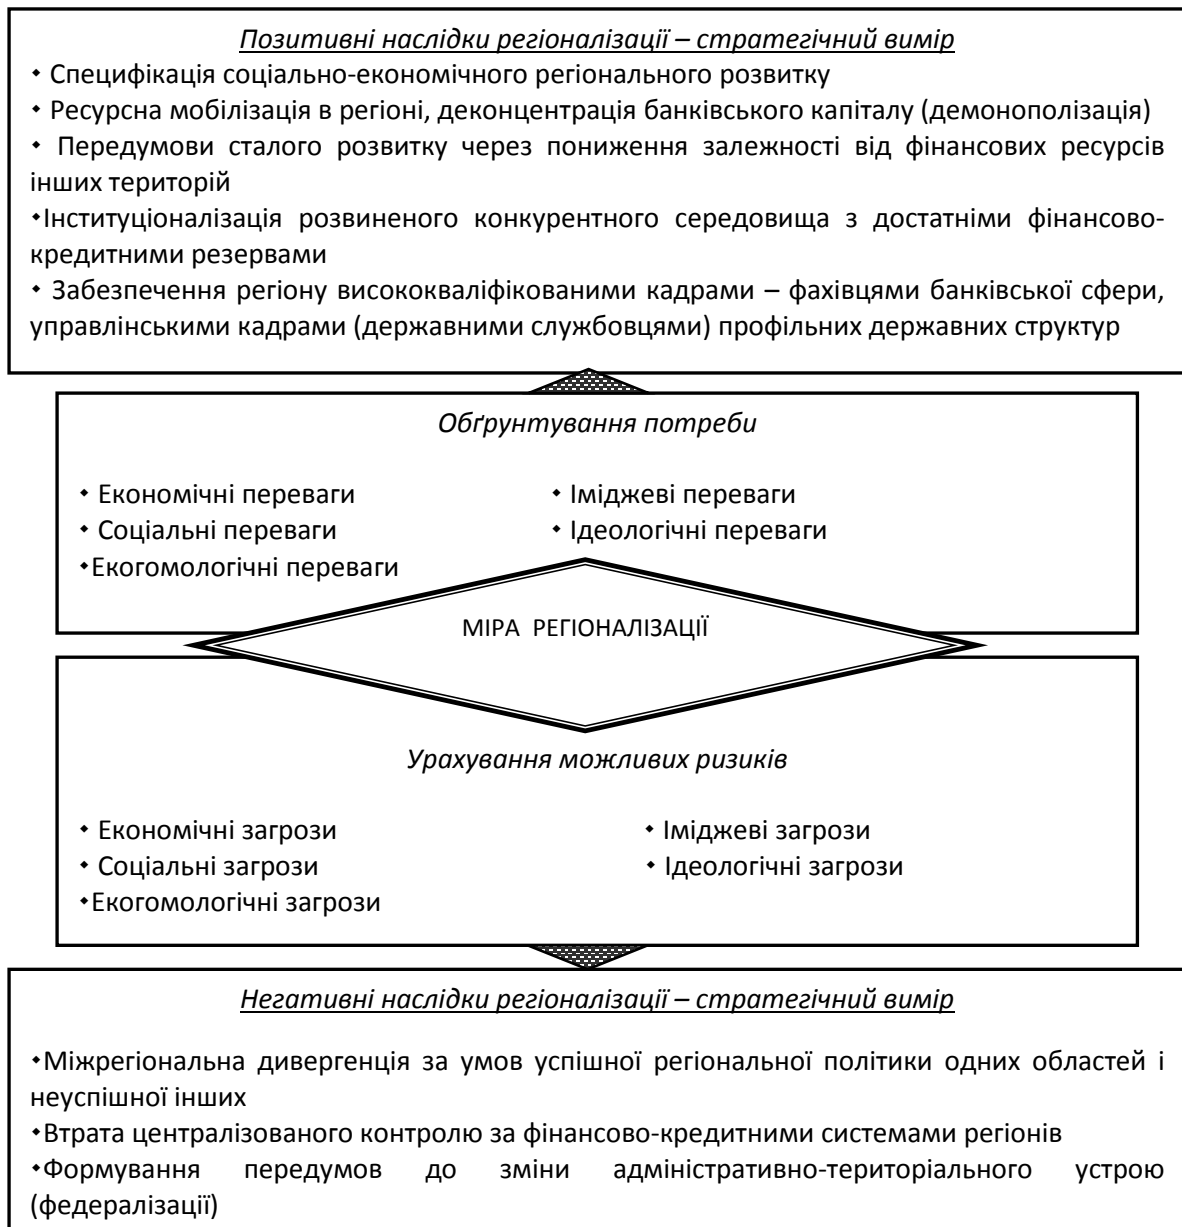 Позитивні наслідки регіоналізації – стратегічний вимір
• Специфікація соціально-економічного регіонального розвитку
• Ресурсна мобілізація в регіоні, деконцентрація банківського капіталу (демонополізація)
• Передумови сталого розвитку через пониження залежності від фінансових ресурсів
інших територій
•Інституціоналізація розвиненого конкурентного середовища з достатніми фінансово-
кредитними резервами
• Забезпечення регіону висококваліфікованими кадрами – фахівцями банківської сфери,
управлінськими кадрами (державними службовцями) профільних державних структур
Обґрунтування потреби
• Економічні переваги
• Соціальні переваги
•Екогомологічні переваги
• Іміджеві переваги
• Ідеологічні переваги
МІРА РЕГІОНАЛІЗАЦІЇ
Урахування можливих ризиків
• Економічні загрози
• Соціальні загрози
•Екогомологічні загрози
• Іміджеві загрози
• Ідеологічні загрози
Негативні наслідки регіоналізації – стратегічний вимір
•Міжрегіональна дивергенція за умов успішної регіональної політики одних областей і
неуспішної інших
•Втрата централізованого контролю за фінансово-кредитними системами регіонів
•Формування передумов до зміни адміністративно-територіального устрою
(федералізації)